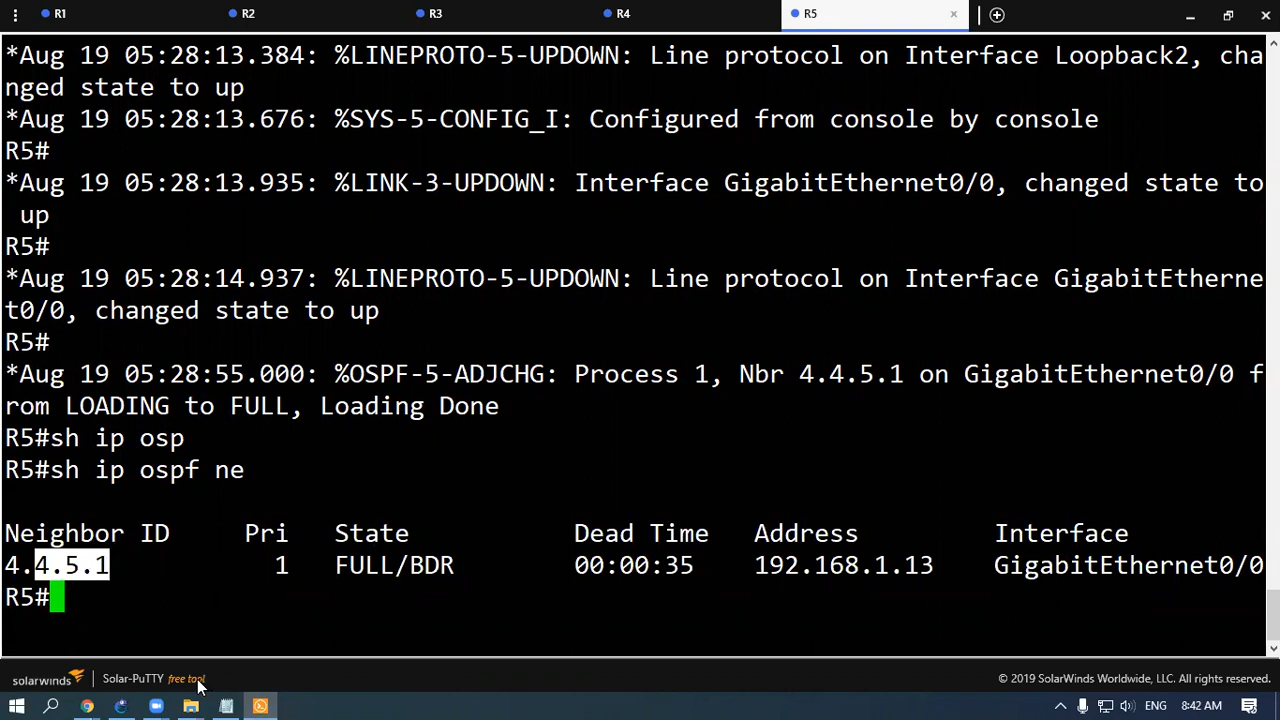 R1 R2 R3 R4 R5
*Aug 19 05:28:13.384: %LINEPROTO-5-UPDOWN: Line protocol on Interface Loopback2, cha
nged state to up
*Aug 19 05:28:13.676: %SYS-5-CONFIG_I: Configured from console by console
R5#
*Aug 19 05:28:13.935: %LINK-3-UPDOWN: Interface GigabitEthernet0/0, changed state to
 up
R5#
*Aug 19 05:28:14.937: %LINEPROTO-5-UPDOWN: Line protocol on Interface GigabitEtherne
t0/0, changed state to up
R5#
*Aug 19 05:28:55.000: %OSPF-5-ADJCHG: Process 1, Nbr 4.4.5.1 on GigabitEthernet0/0 f
rom LOADING to FULL, Loading Done
R5#sh ip osp
R5#sh ip ospf ne
Neighbor ID Pri State Dead Time Address Interface
4.4.5.1 1 FULL/BDR 00:00:35 192.168.1.13 GigabitEthernet0/0
R5#
solarwinds Solar-PuTTY free tool © 2019 SolarWinds Worldwide, LLC. All rights reserved.
ENG 8:42 AM